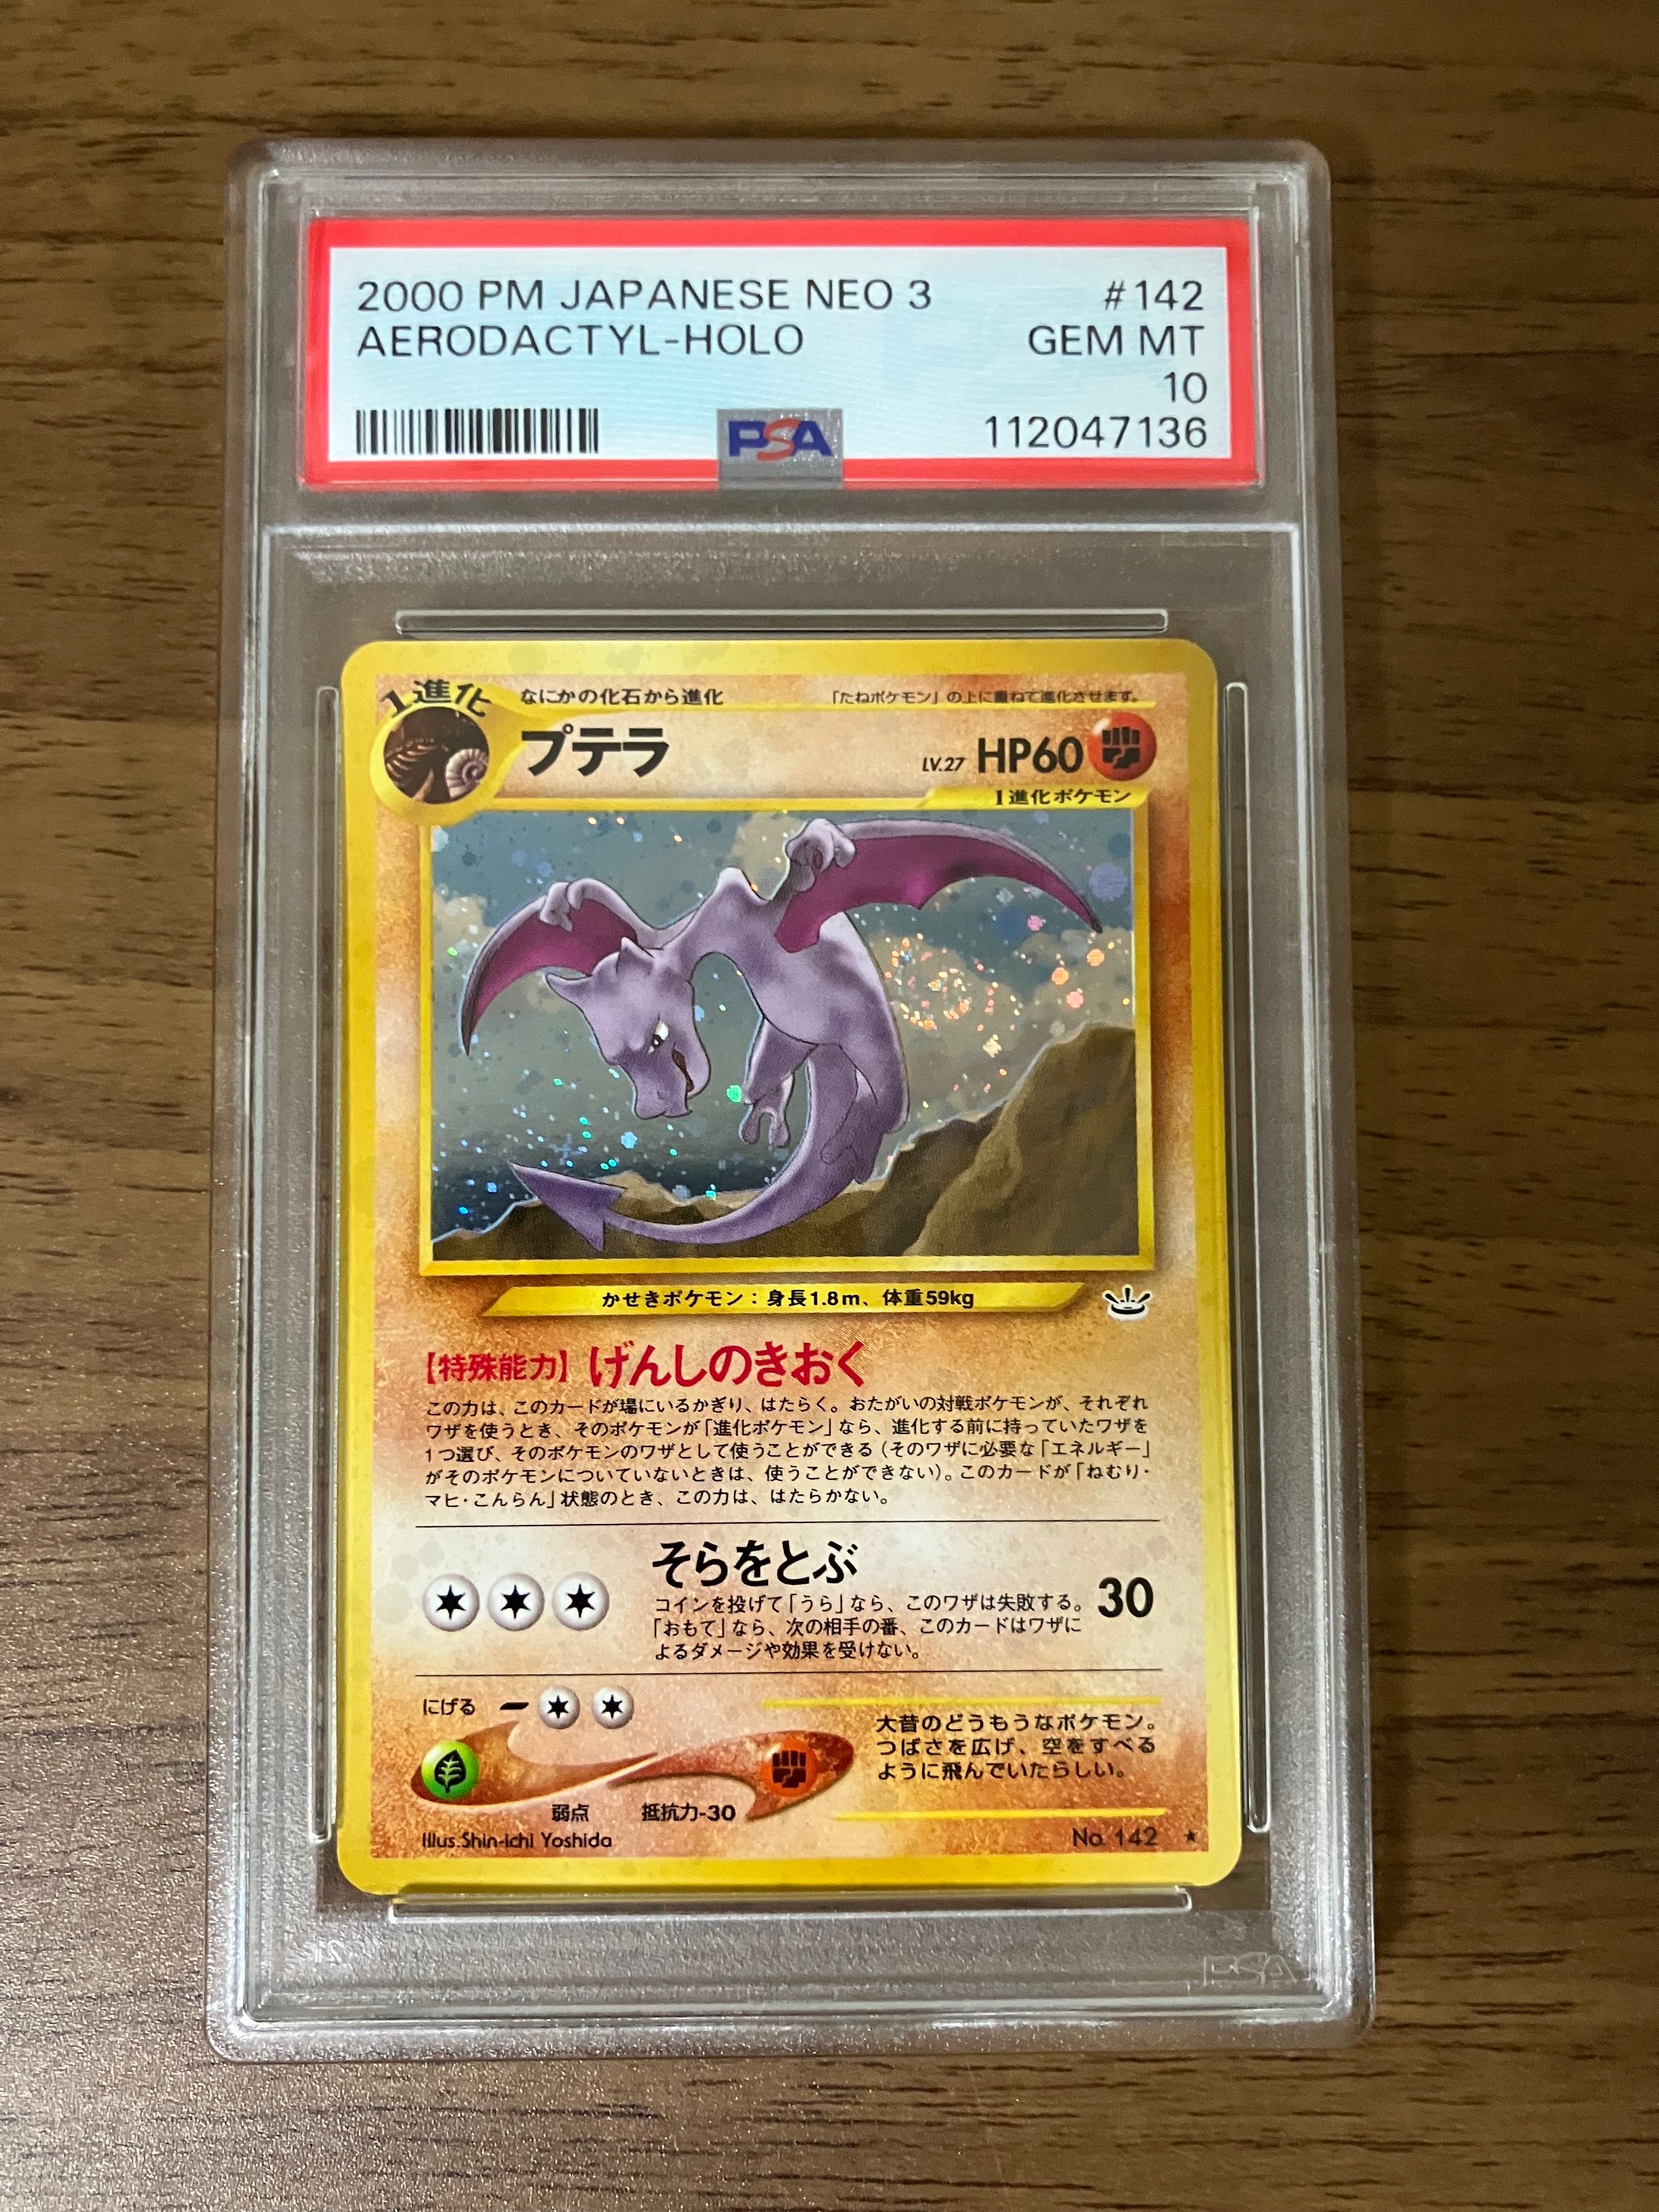 2000 PM JAPANESE NEO 3 #142
AERODACTYL-HOLO GEM MT
10
PSA 112047136
1進化 なにかの化石から進化 「たねポケモン」の上に重ねて進化させます。
プテラ LV.27 HP60
1進化ポケモン
かせきポケモン：身長1.8m、体重59kg
【特殊能力】げんしのきおく
この力は、このカードが場にいるかぎり、はたらく。おたがいの対戦ポケモンが、それぞれ
ワザを使うとき、そのポケモンが「進化ポケモン」なら、進化する前に持っていたワザを
1つ選び、そのポケモンのワザとして使うことができる（そのワザに必要な「エネルギー」
がそのポケモンについていないときは、使うことができない）。このカードが「ねむり・
マヒ・こんらん」状態のとき、この力は、はたらかない。
そらをとぶ
コインを投げて「うら」なら、このワザは失敗する。 30
「おもて」なら、次の相手の番、このカードはワザに
よるダメージや効果を受けない。
にげる
大昔のどうもうなポケモン。
つばさを広げ、空をすべる
ように飛んでいたらしい。
弱点 抵抗力-30
Illus.Shin-ichi Yoshida No. 142 ★
PSA